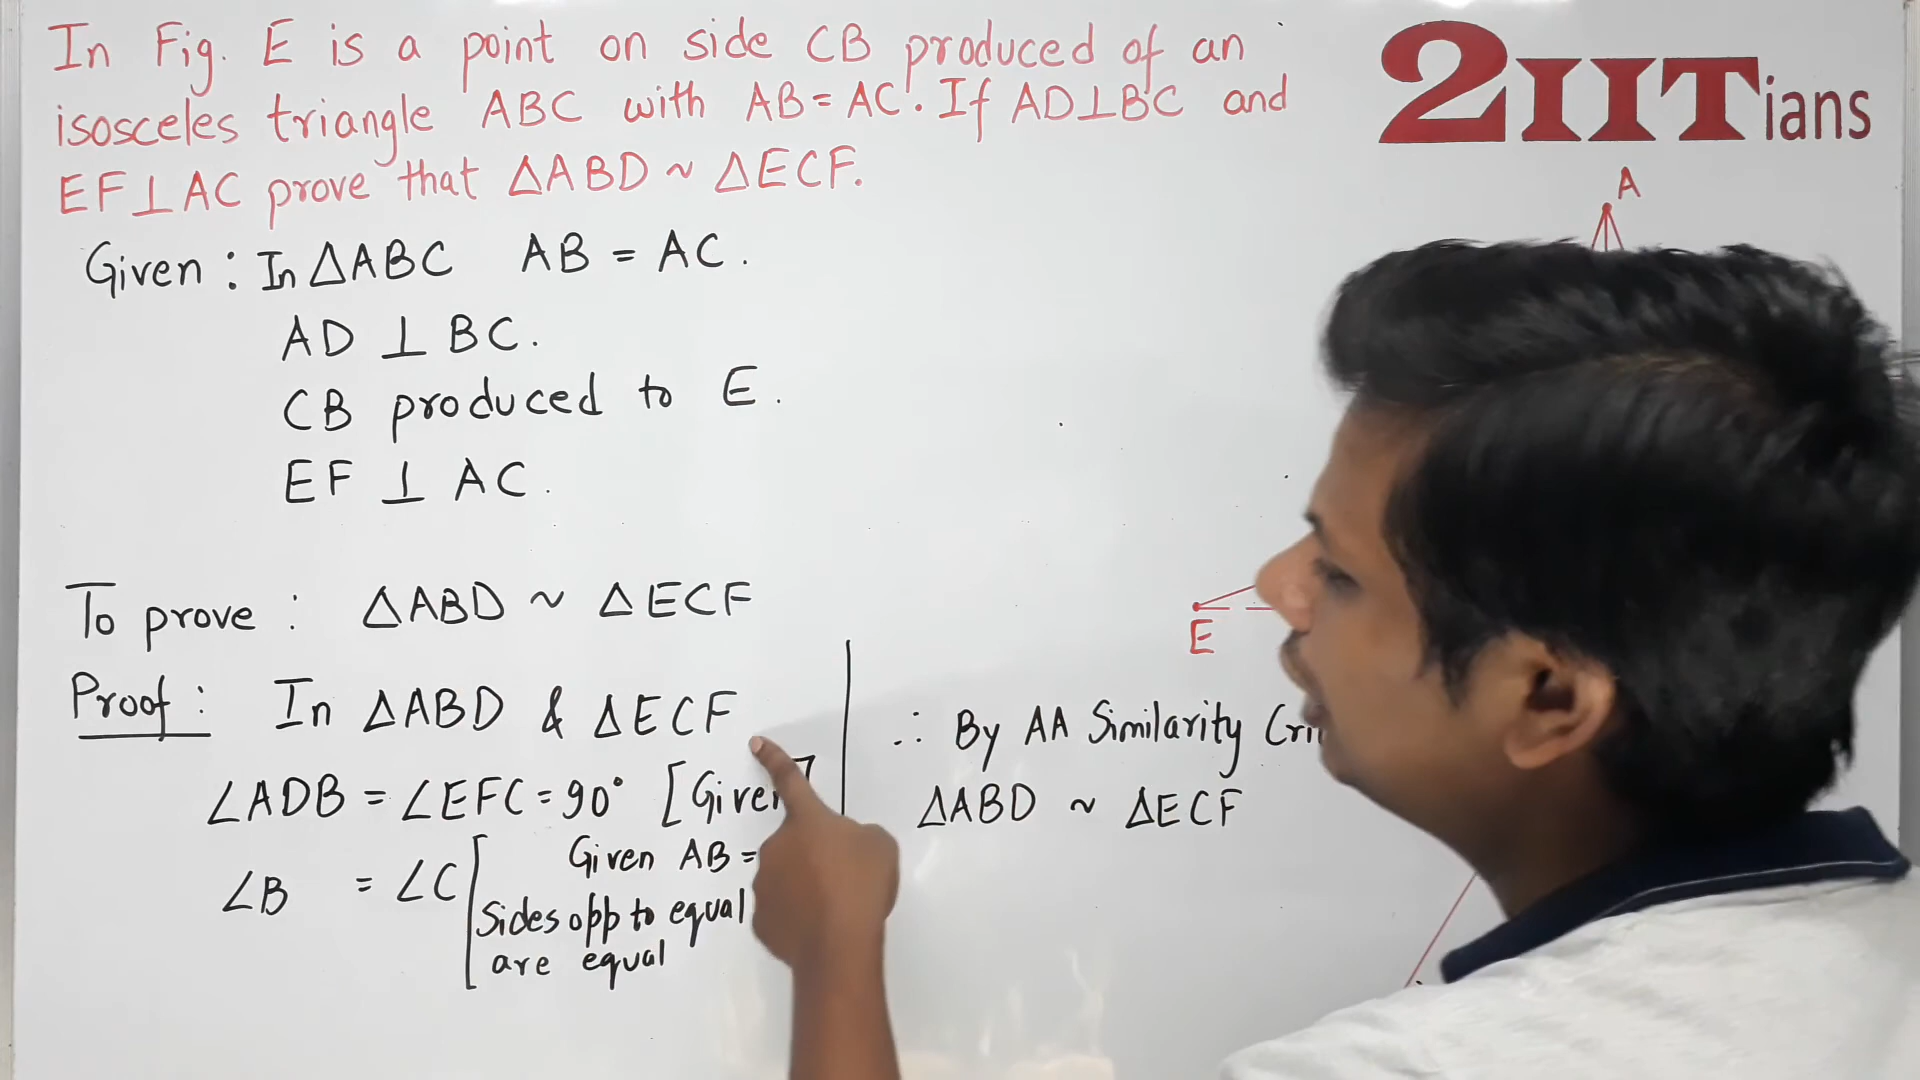 In Fig. E is a point on side CB produced of an
isosceles triangle ABC with AB = AC. If AD⊥BC and
EF⊥AC prove that ΔABD ~ ΔECF.
2IITians
A
Given : In ΔABC AB = AC.
AD ⊥ BC.
CB produced to E.
EF ⊥ AC.
E
To prove : ΔABD ~ ΔECF
Proof : In ΔABD & ΔECF
∠ADB = ∠EFC = 90° [Given]
∠B = ∠C [Given AB =
Sides opp to equal
are equal
∴ By AA Similarity
ΔABD ~ ΔECF